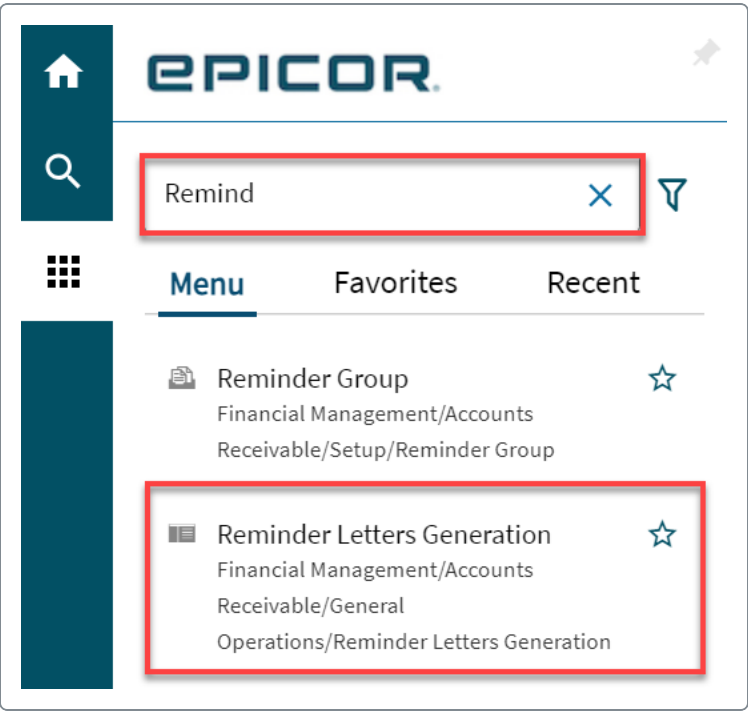 EPICOR.
Remind
Menu Favorites Recent
Reminder Group
Financial Management/Accounts
Receivable/Setup/Reminder Group
Reminder Letters Generation
Financial Management/Accounts
Receivable/General
Operations/Reminder Letters Generation